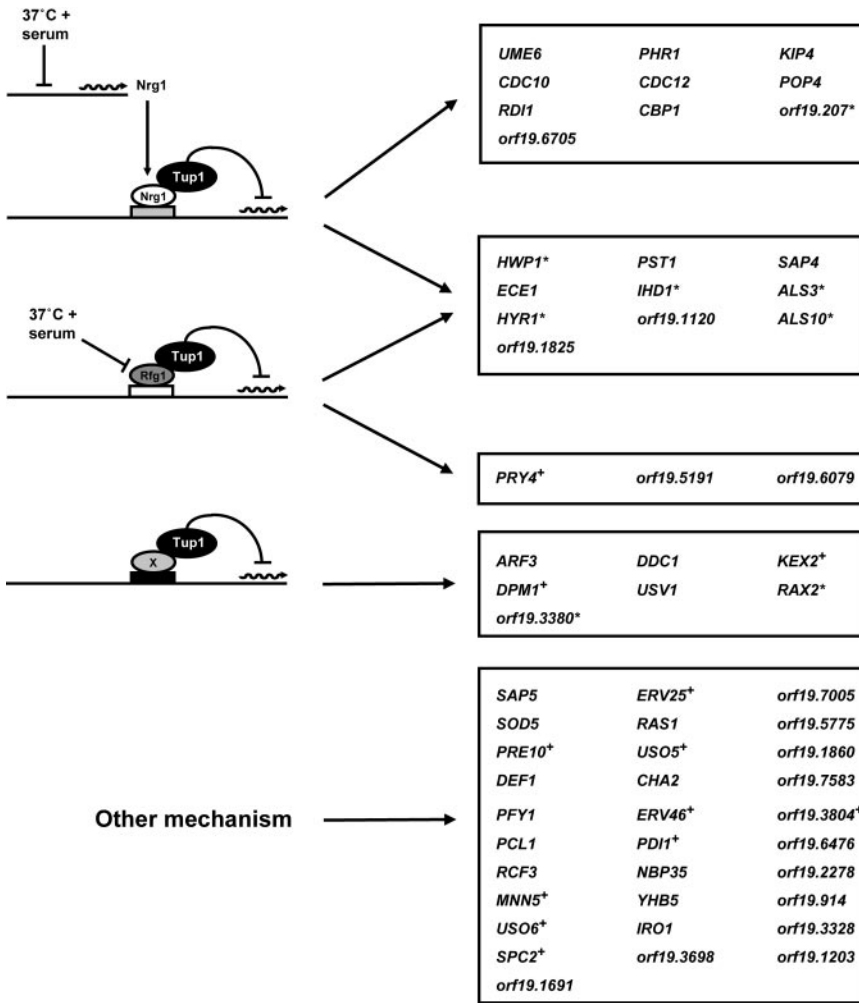 37˚C +
serum
Nrg1
Tup1
Nrg1
UME6 PHR1 KIP4
CDC10 CDC12 POP4
RDI1 CBP1 orf19.207*
orf19.6705
HWP1* PST1 SAP4
ECE1 IHD1* ALS3*
HYR1* orf19.1120 ALS10*
orf19.1825
37˚C +
serum
Tup1
Rfg1
PRY4+ orf19.5191 orf19.6079
Tup1
X
ARF3 DDC1 KEX2+
DPM1+ USV1 RAX2*
orf19.3380*
Other mechanism
SAP5 ERV25+ orf19.7005
SOD5 RAS1 orf19.5775
PRE10+ USO5+ orf19.1860
DEF1 CHA2 orf19.7583
PFY1 ERV46+ orf19.3804+
PCL1 PDI1+ orf19.6476
RCF3 NBP35 orf19.2278
MNN5+ YHB5 orf19.914
USO6+ IRO1 orf19.3328
SPC2+ orf19.3698 orf19.1203
orf19.1691